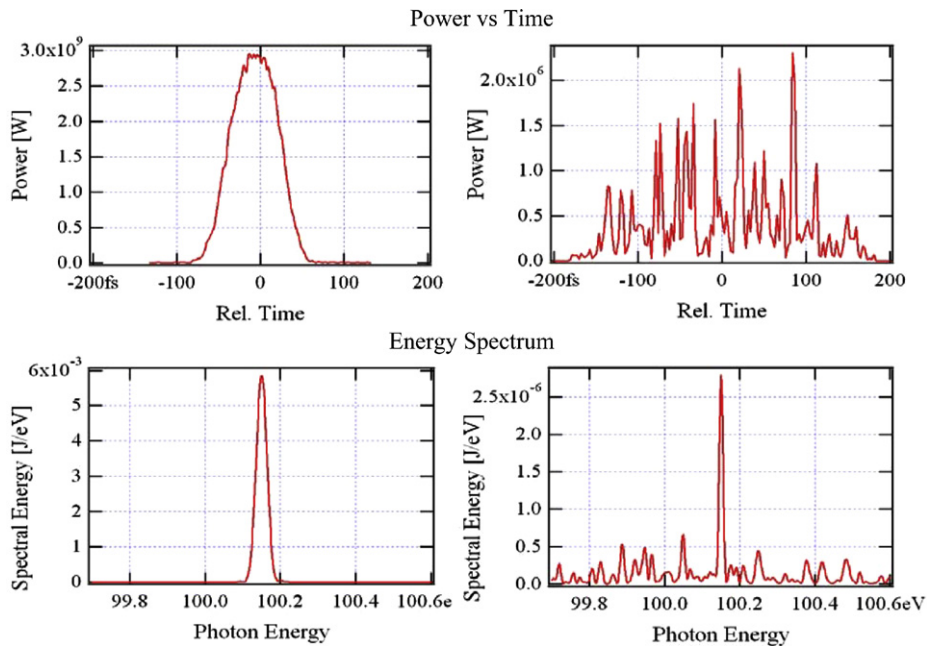 Power vs Time
3.0x10⁹
2.5
2.0
1.5
1.0
0.5
0.0
Power [W]
-200fs -100 0 100 200
Rel. Time
2.0x10⁶
1.5
1.0
0.5
0.0
Power [W]
-200fs -100 0 100 200
Rel. Time
Energy Spectrum
6x10⁻³
5
4
3
2
1
0
Spectral Energy [J/eV]
99.8 100.0 100.2 100.4 100.6e
Photon Energy
2.5x10⁻⁶
2.0
1.5
1.0
0.5
0.0
Spectral Energy [J/eV]
99.8 100.0 100.2 100.4 100.6eV
Photon Energy